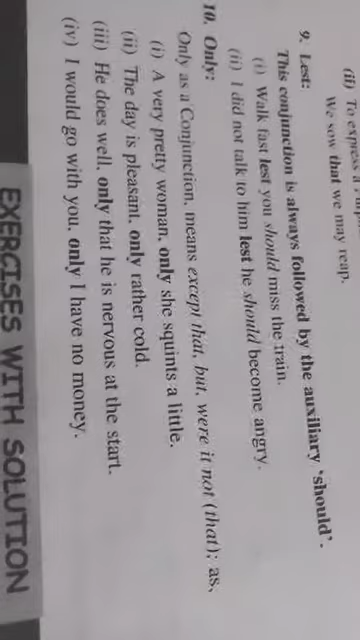 (ii) To express a
We sow that we may reap.
9. Lest:
This conjunction is always followed by the auxiliary 'should'.
(i) Walk fast lest you should miss the train.
(ii) I did not talk to him lest he should become angry.
10. Only:
Only as a Conjunction, means except that, but, were it not (that); as,
(i) A very pretty woman, only she squints a little.
(ii) The day is pleasant, only rather cold.
(iii) He does well, only that he is nervous at the start.
(iv) I would go with you, only I have no money.
EXERCISES WITH SOLUTION